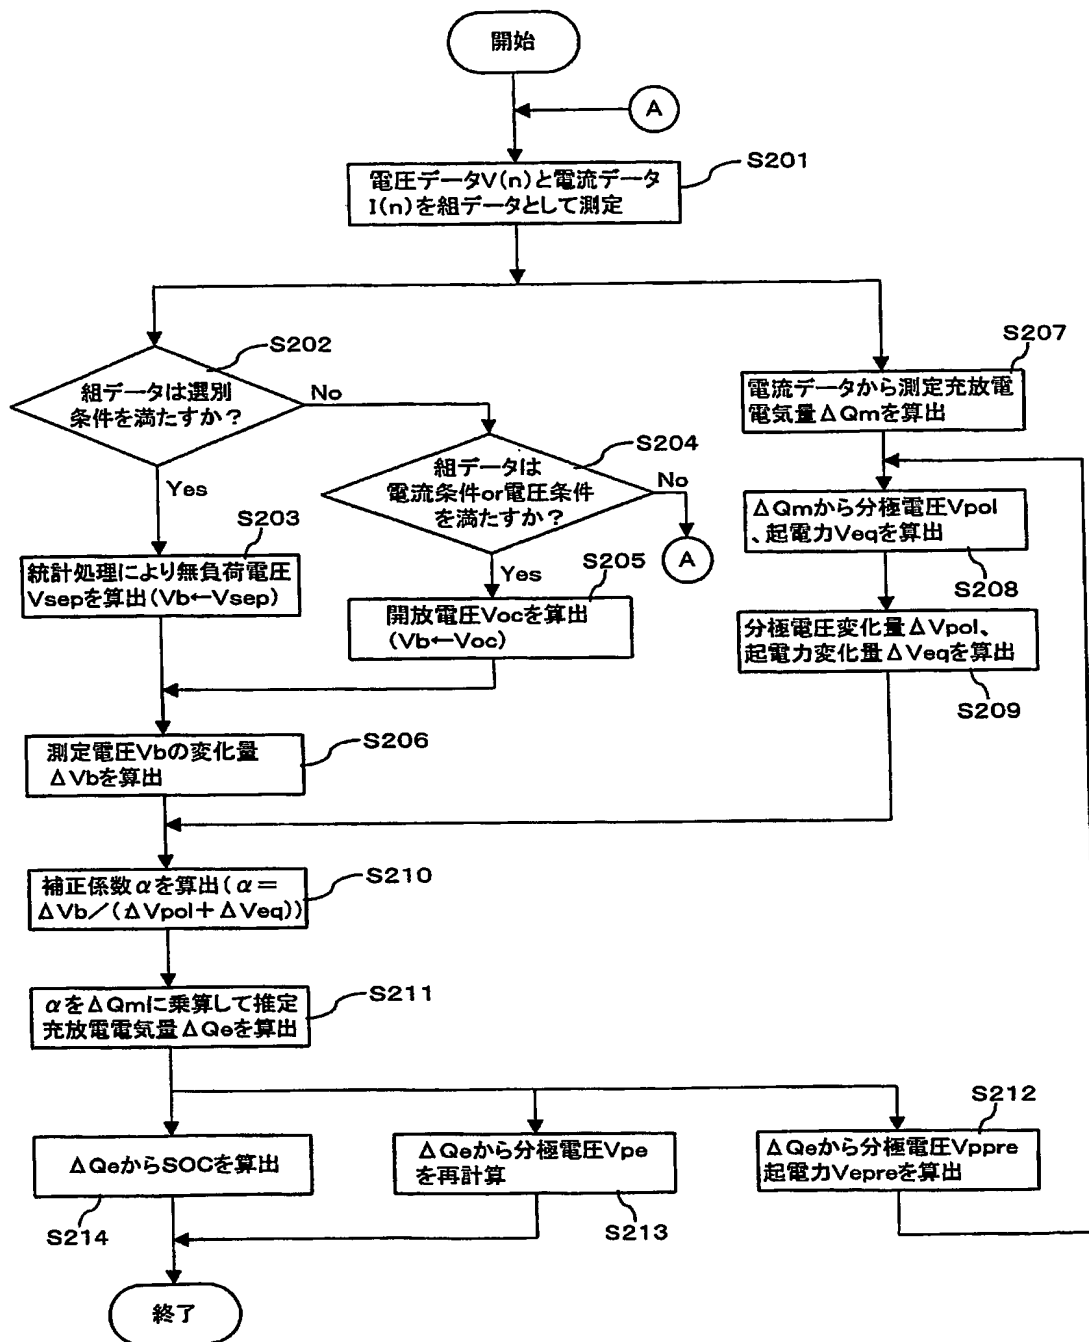 開始
A
S201
電圧データV(n)と電流データ
I(n)を組データとして測定
S202
組データは選別
条件を満たすか?
No
Yes
S204
組データは
電流条件or電圧条件
を満たすか?
No
A
Yes
S203
統計処理により無負荷電圧
Vsepを算出(Vb←Vsep)
S205
開放電圧Vocを算出
(Vb←Voc)
S207
電流データから測定充放電
電気量ΔQmを算出
ΔQmから分極電圧Vpol
、起電力Veqを算出
S208
分極電圧変化量ΔVpol、
起電力変化量ΔVeqを算出
S209
S206
測定電圧Vbの変化量
ΔVbを算出
S210
補正係数αを算出(α=
ΔVb/(ΔVpol+ΔVeq))
S211
αをΔQmに乗算して推定
充放電電気量ΔQeを算出
S212
ΔQeからSOCを算出
S214
ΔQeから分極電圧Vpe
を再計算
S213
ΔQeから分極電圧Vppre
起電力Vepreを算出
終了